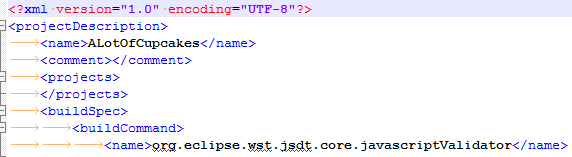 <?xml version="1.0" encoding="UTF-8"?>
<projectDescription>
<name>ALotOfCupcakes</name>
<comment></comment>
<projects>
</projects>
<buildSpec>
<buildCommand>
<name>org.eclipse.wst.jsdt.core.javascriptValidator</name>